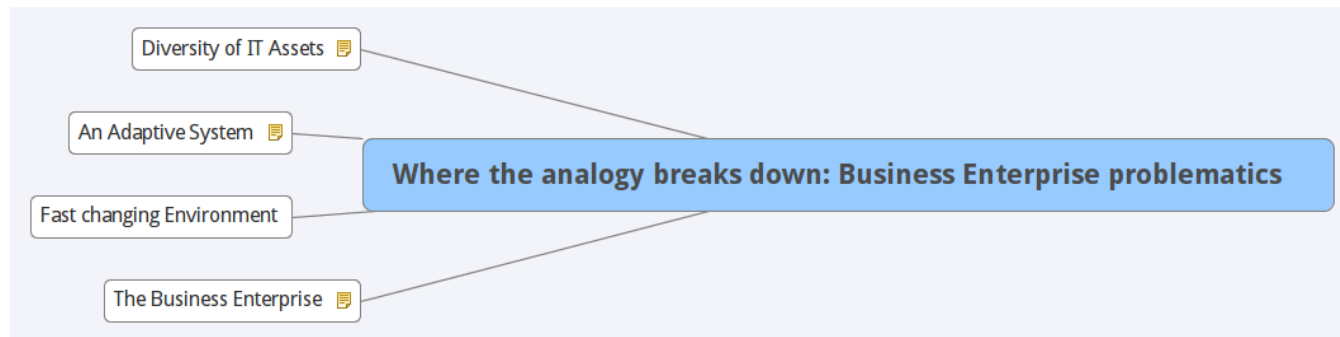 Diversity of IT Assets
An Adaptive System
Where the analogy breaks down: Business Enterprise problematics
Fast changing Environment
The Business Enterprise